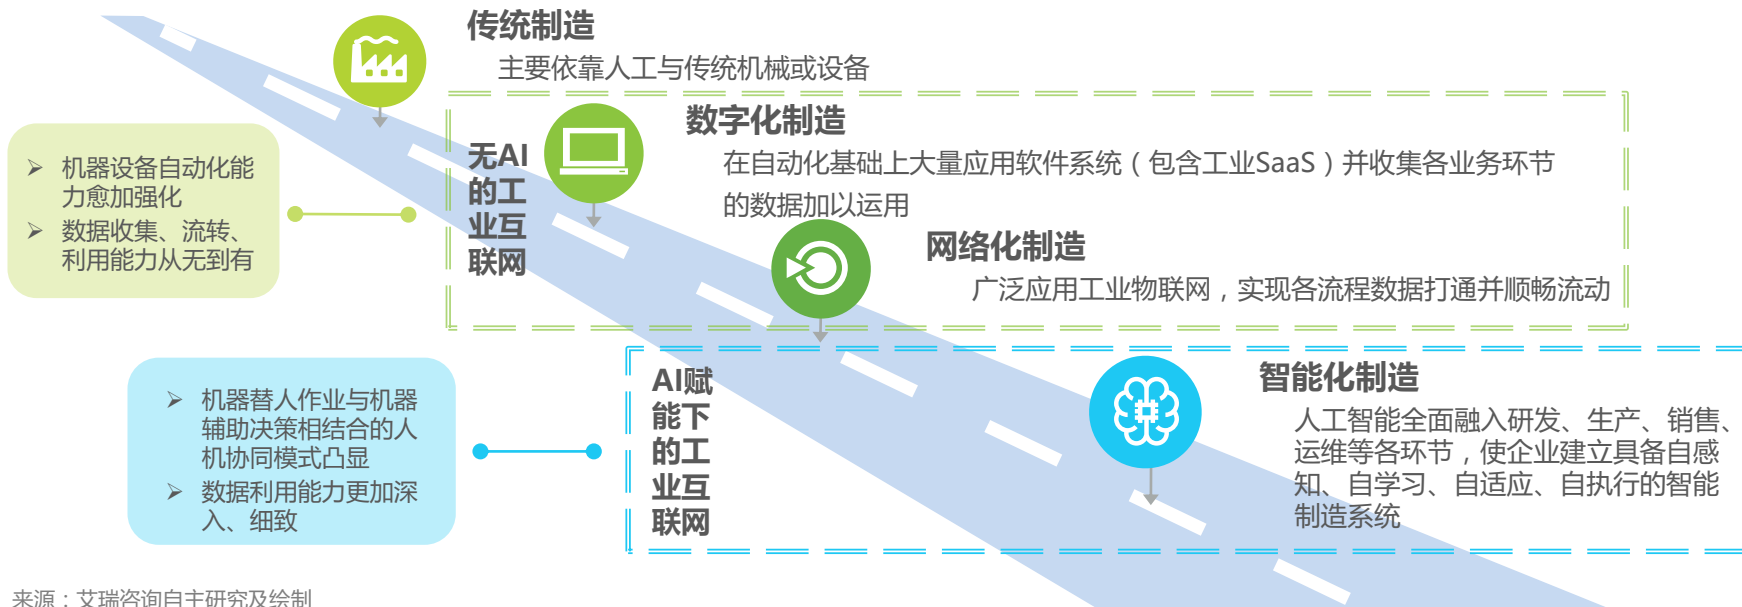 传统制造
主要依靠人工与传统机械或设备
数字化制造
在自动化基础上大量应用软件系统（包含工业SaaS）并收集各业务环节
的数据加以运用
无AI
的工
业互
联网
机器设备自动化能
力愈加强化
数据收集、流转、
利用能力从无到有
网络化制造
广泛应用工业物联网，实现各流程数据打通并顺畅流动
AI赋
能下
的工
业互
联网
智能化制造
人工智能全面融入研发、生产、销售、
运维等各环节，使企业建立具备自感
知、自学习、自适应、自执行的智能
制造系统
机器替人作业与机器
辅助决策相结合的人
机协同模式凸显
数据利用能力更加深
入、细致
来源：艾瑞咨询自主研究及绘制